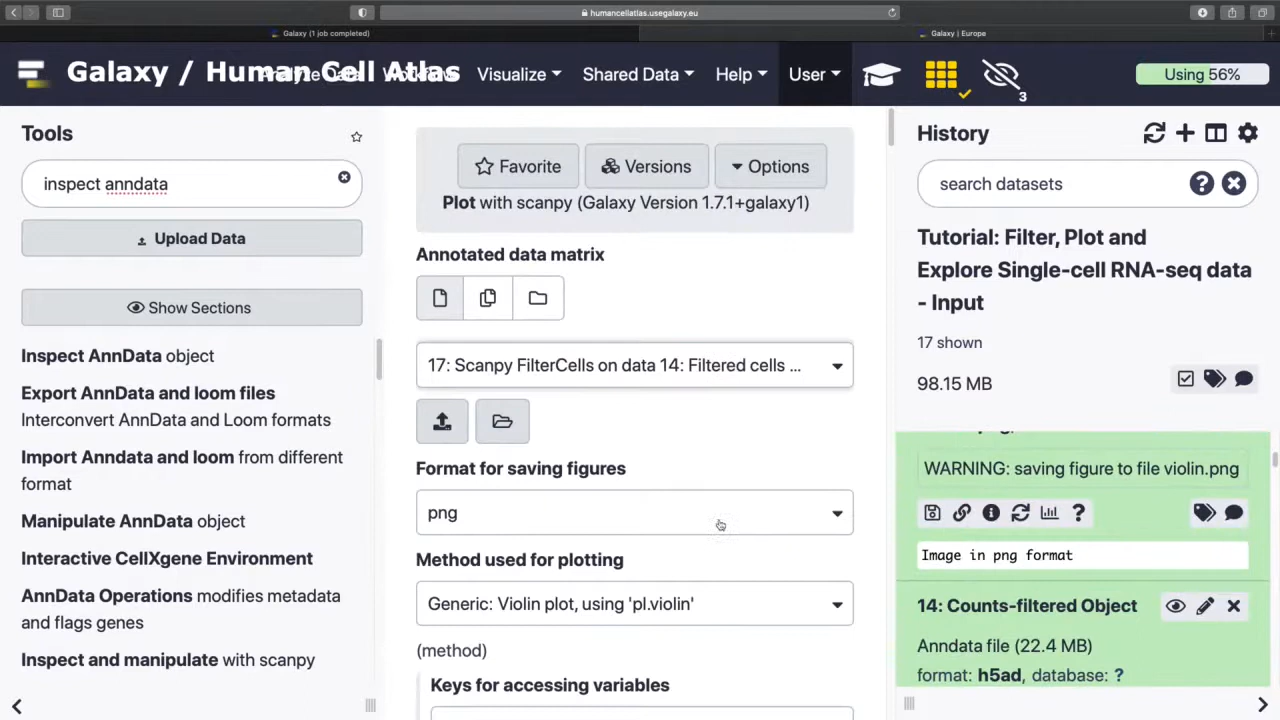 humancellatlas.usegalaxy.eu
Galaxy (1 job completed)
Galaxy | Europe
Galaxy / Human Cell Atlas
Visualize
Shared Data
Help
User
3
Using 56%
Tools
inspect anndata
Upload Data
Show Sections
Inspect AnnData object
Export AnnData and loom files
Interconvert AnnData and Loom formats
Import Anndata and loom from different
format
Manipulate AnnData object
Interactive CellXgene Environment
AnnData Operations modifies metadata
and flags genes
Inspect and manipulate with scanpy
Favorite
Versions
Options
Plot with scanpy (Galaxy Version 1.7.1+galaxy1)
Annotated data matrix
17: Scanpy FilterCells on data 14: Filtered cells ...
Format for saving figures
png
Method used for plotting
Generic: Violin plot, using 'pl.violin'
(method)
Keys for accessing variables
History
search datasets
Tutorial: Filter, Plot and
Explore Single-cell RNA-seq data
- Input
17 shown
98.15 MB
WARNING: saving figure to file violin.png
Image in png format
14: Counts-filtered Object
Anndata file (22.4 MB)
format: h5ad, database: ?